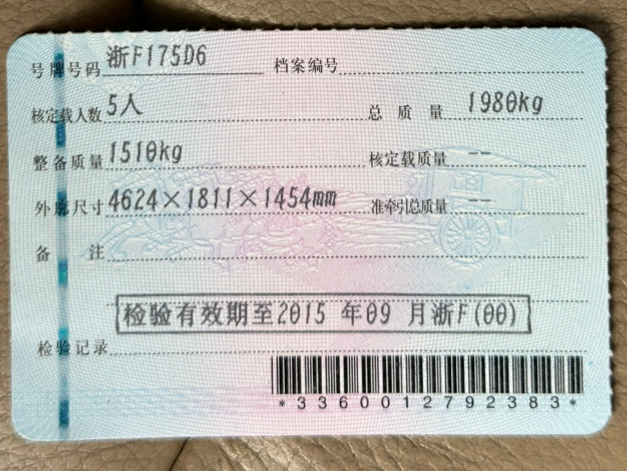 号牌号码 浙F175D6 档案编号
核定载人数 5人 总质量 1980kg
整备质量 1510kg 核定载质量 --
外廓尺寸 4624×1811×1454mm 准牵引总质量 --
备注
检验有效期至2015年09月浙F(00)
检验记录
*3360012792383*